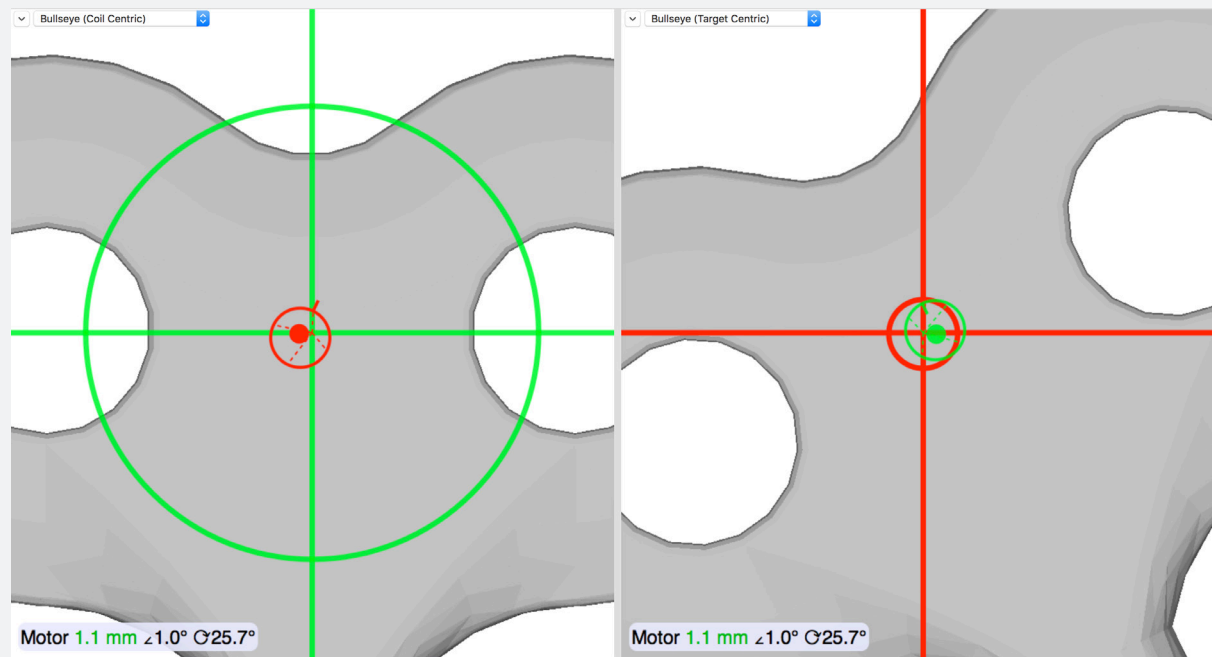 Bullseye (Coil Centric)
Bullseye (Target Centric)
Motor 1.1 mm ∠1.0° ⟳25.7°
Motor 1.1 mm ∠1.0° ⟳25.7°